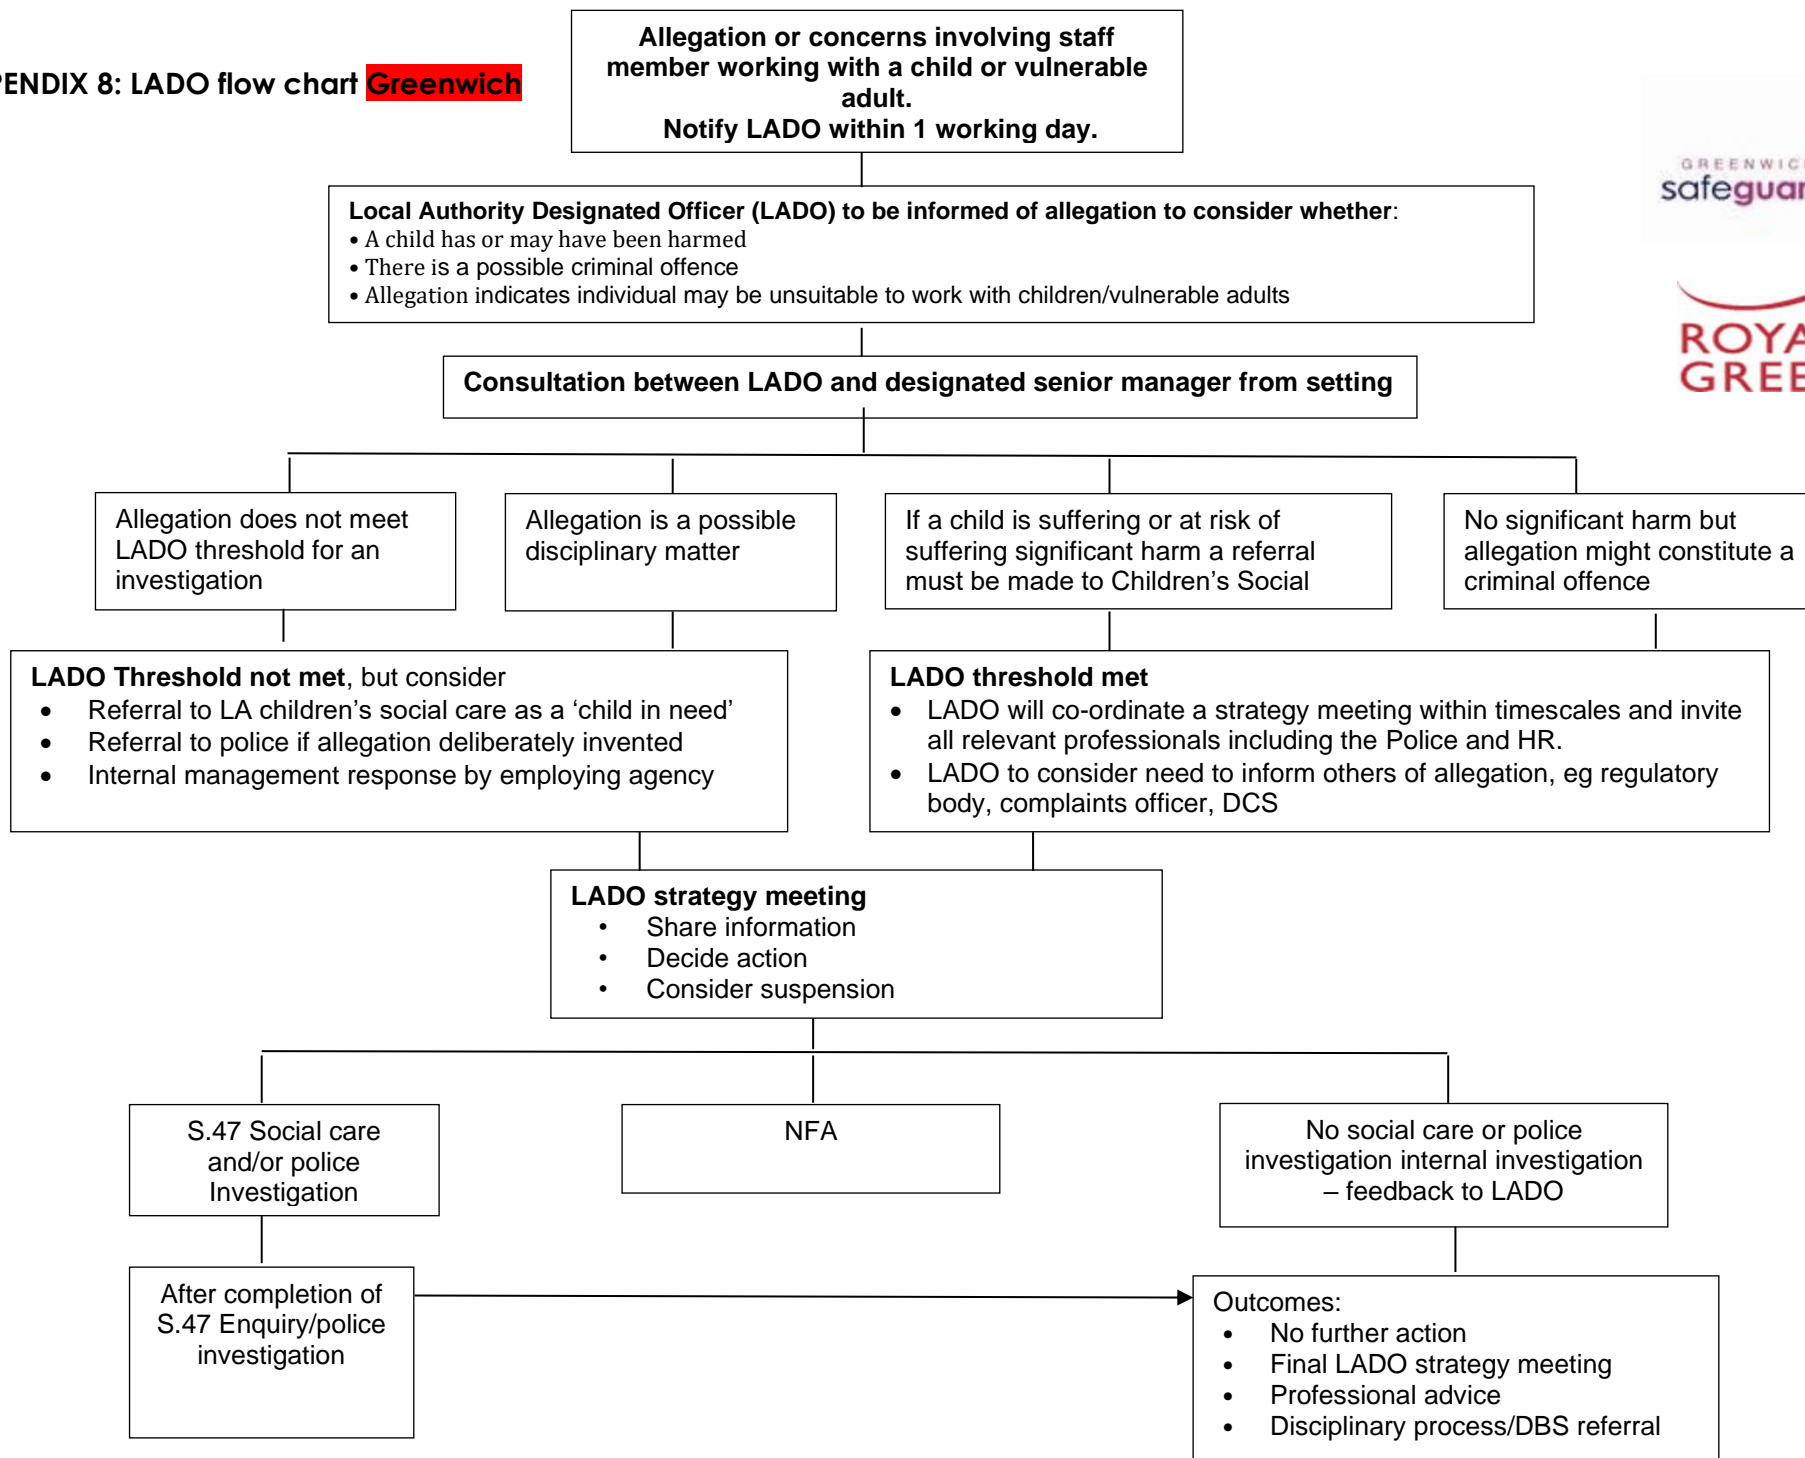 Allegation or concerns involving staff
member working with a child or vulnerable
adult.
Notify LADO within 1 working day.
PENDIX 8: LADO flow chart Greenwich
GREENWIC
safeguar
ROYA
GREE
Local Authority Designated Officer (LADO) to be informed of allegation to consider whether:
• A child has or may have been harmed
• There is a possible criminal offence
• Allegation indicates individual may be unsuitable to work with children/vulnerable adults
Consultation between LADO and designated senior manager from setting
Allegation does not meet
LADO threshold for an
investigation
Allegation is a possible
disciplinary matter
If a child is suffering or at risk of
suffering significant harm a referral
must be made to Children’s Social
No significant harm but
allegation might constitute a
criminal offence
LADO Threshold not met, but consider
• Referral to LA children’s social care as a ‘child in need’
• Referral to police if allegation deliberately invented
• Internal management response by employing agency
LADO threshold met
• LADO will co-ordinate a strategy meeting within timescales and invite
all relevant professionals including the Police and HR.
• LADO to consider need to inform others of allegation, eg regulatory
body, complaints officer, DCS
LADO strategy meeting
• Share information
• Decide action
• Consider suspension
S.47 Social care
and/or police
Investigation
NFA
No social care or police
investigation internal investigation
– feedback to LADO
After completion of
S.47 Enquiry/police
investigation
Outcomes:
• No further action
• Final LADO strategy meeting
• Professional advice
• Disciplinary process/DBS referral